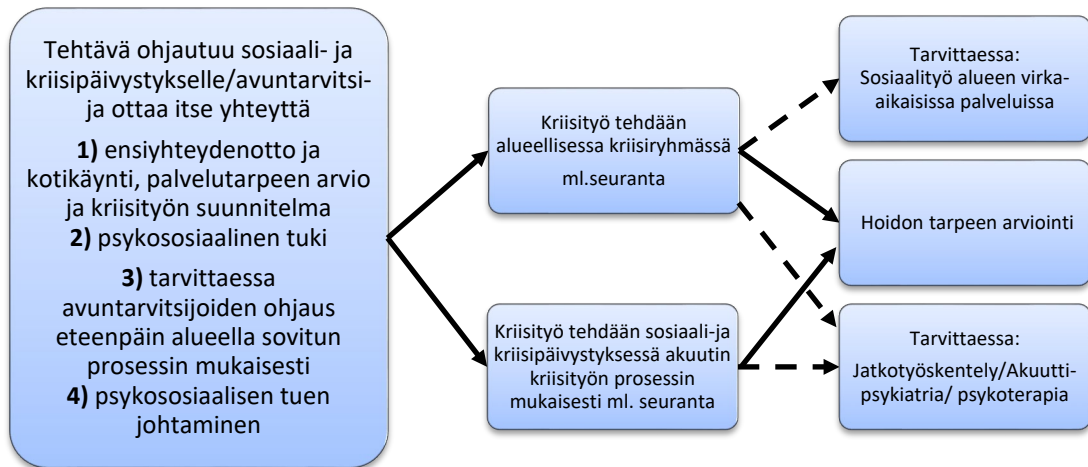 Tehtävä ohjautuu sosiaali- ja
kriisipäivystykselle/avuntarvitsi-
ja ottaa itse yhteyttä
1) ensiyhteydenotto ja
kotikäynti, palvelutarpeen arvio
ja kriisityön suunnitelma
2) psykososiaalinen tuki
3) tarvittaessa
avuntarvitsijoiden ohjaus
eteenpäin alueella sovitun
prosessin mukaisesti
4) psykososiaalisen tuen
johtaminen
Kriisityö tehdään
alueellisessa kriisiryhmässä
ml.seuranta
Kriisityö tehdään sosiaali-ja
kriisipäivystyksessä akuutin
kriisityön prosessin
mukaisesti ml. seuranta
Tarvittaessa:
Sosiaalityö alueen virka-
aikaisissa palveluissa
Hoidon tarpeen arviointi
Tarvittaessa:
Jatkotyöskentely/Akuutti-
psykiatria/ psykoterapia